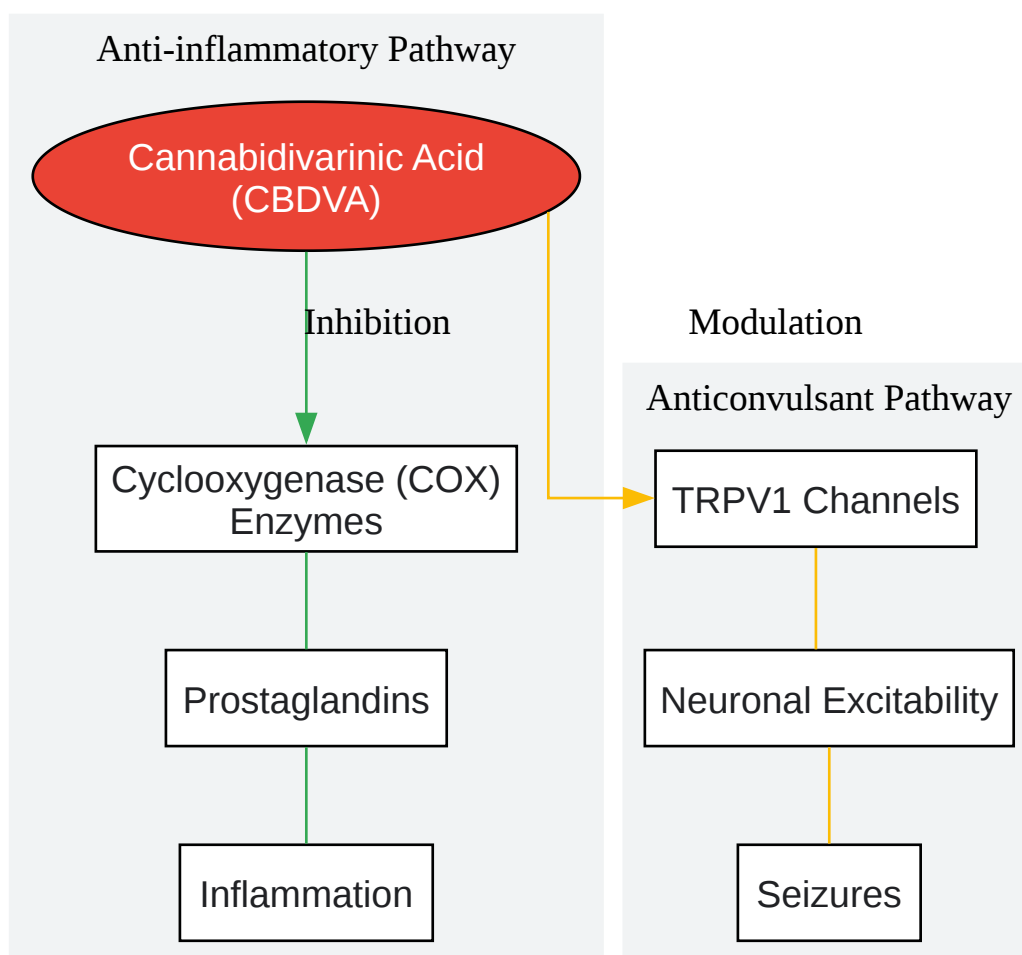 Anti-inflammatory Pathway
Cannabidivarinic Acid
(CBDVA)
Inhibition
Cyclooxygenase (COX)
Enzymes
Prostaglandins
Inflammation
Modulation
Anticonvulsant Pathway
TRPV1 Channels
Neuronal Excitability
Seizures